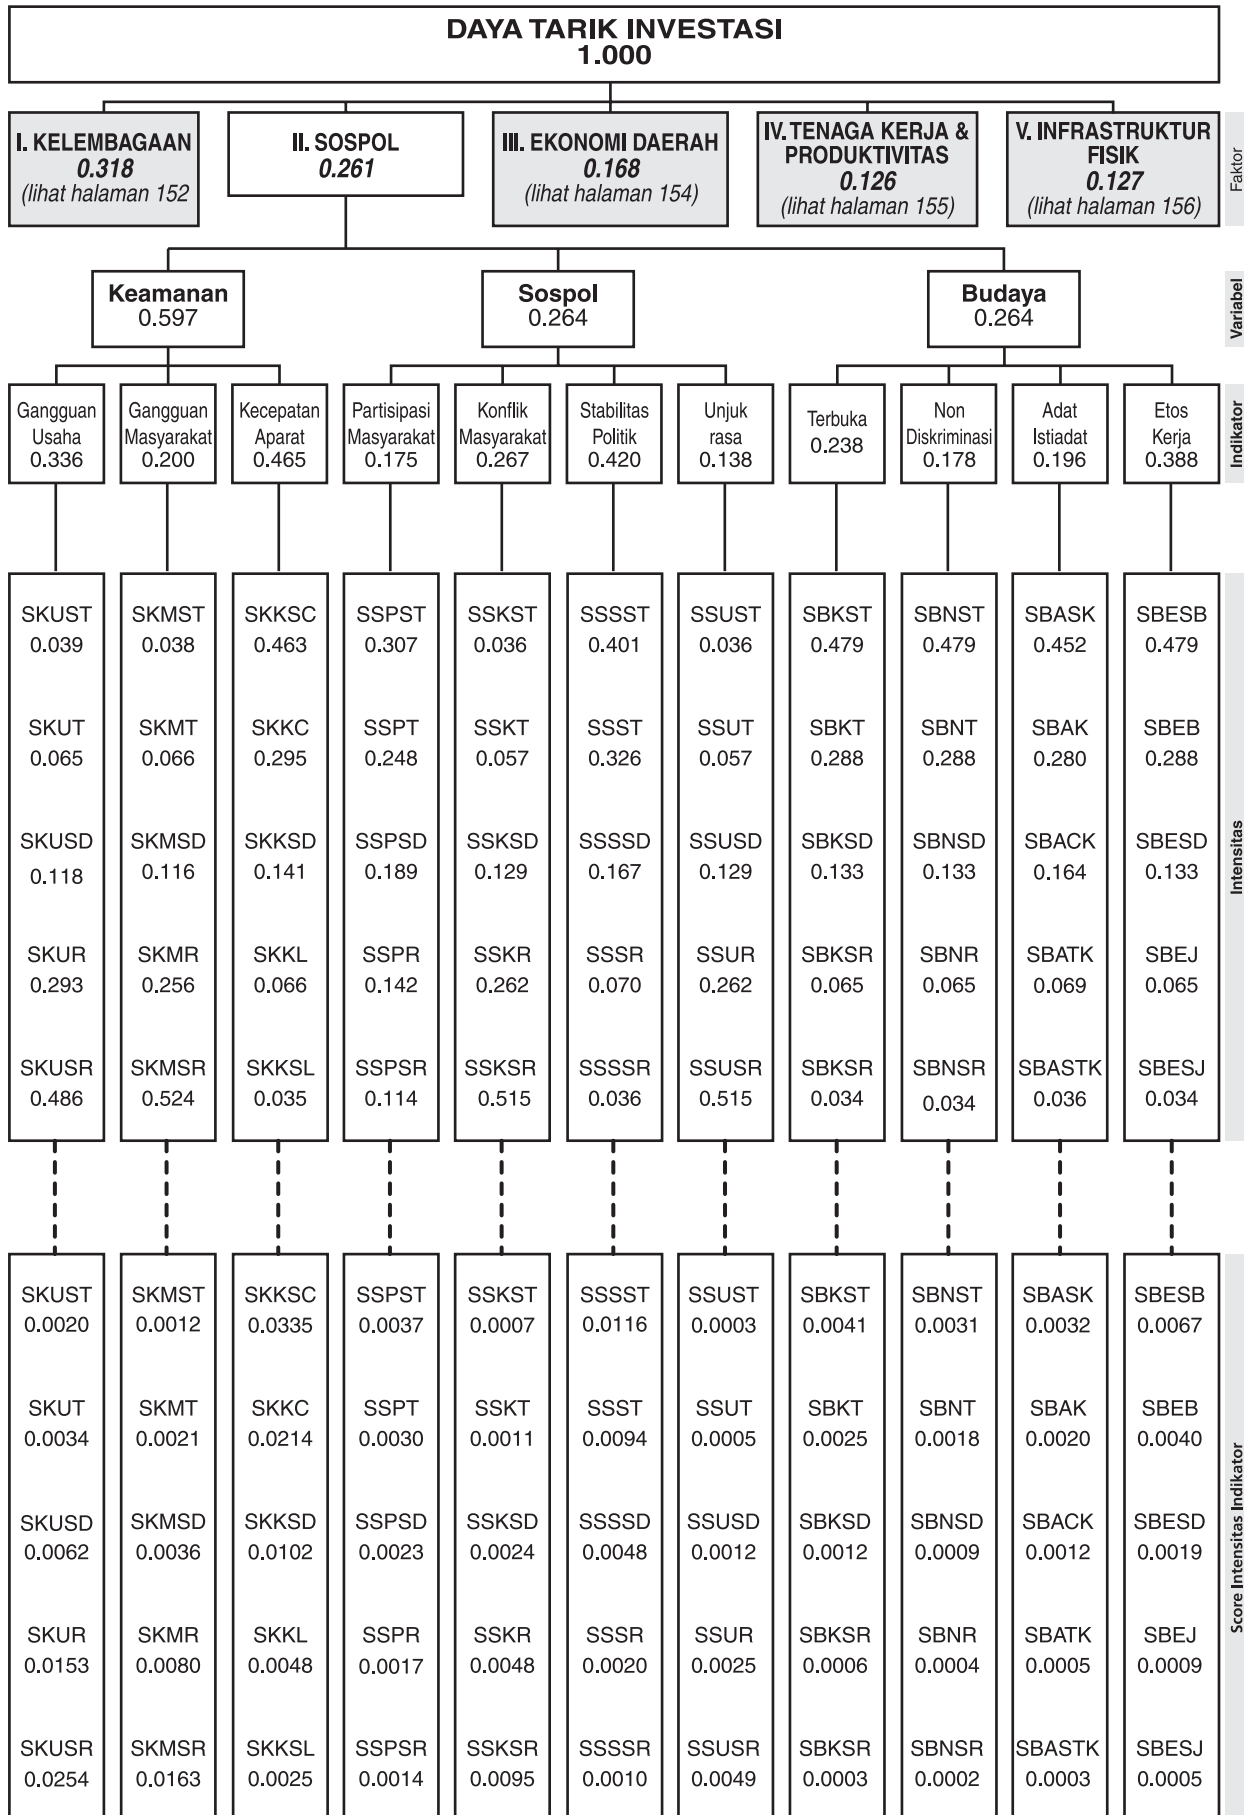 DAYA TARIK INVESTASI
1.000
I. KELEMBAGAAN
0.318
(lihat halaman 152
II. SOSPOL
0.261
III. EKONOMI DAERAH
0.168
(lihat halaman 154)
IV. TENAGA KERJA &
PRODUKTIVITAS
0.126
(lihat halaman 155)
V. INFRASTRUKTUR
FISIK
0.127
(lihat halaman 156)
Faktor
Keamanan
0.597
Sospol
0.264
Budaya
0.264
Variabel
Gangguan
Usaha
0.336
Gangguan
Masyarakat
0.200
Kecepatan
Aparat
0.465
Partisipasi
Masyarakat
0.175
Konflik
Masyarakat
0.267
Stabilitas
Politik
0.420
Unjuk
rasa
0.138
Terbuka
0.238
Non
Diskriminasi
0.178
Adat
Istiadat
0.196
Etos
Kerja
0.388
Indikator
SKUST SKMST SKKSC SSPST SSKST SSSST SSUST SBKST SBNST SBASK SBESB
0.039 0.038 0.463 0.307 0.036 0.401 0.036 0.479 0.479 0.452 0.479
SKUT SKMT SKKC SSPT SSKT SSST SSUT SBKT SBNT SBAK SBEB
0.065 0.066 0.295 0.248 0.057 0.326 0.057 0.288 0.288 0.280 0.288
SKUSD SKMSD SKKSD SSPSD SSKSD SSSSD SSUSD SBKSD SBNSD SBACK SBESD
0.118 0.116 0.141 0.189 0.129 0.167 0.129 0.133 0.133 0.164 0.133
SKUR SKMR SKKL SSPR SSKR SSSR SSUR SBKSR SBNR SBATK SBEJ
0.293 0.256 0.066 0.142 0.262 0.070 0.262 0.065 0.065 0.069 0.065
SKUSR SKMSR SKKSL SSPSR SSKSR SSSSR SSUSR SBKSR SBNSR SBASTK SBESJ
0.486 0.524 0.035 0.114 0.515 0.036 0.515 0.034 0.034 0.036 0.034
Intensitas
SKUST SKMST SKKSC SSPST SSKST SSSST SSUST SBKST SBNST SBASK SBESB
0.0020 0.0012 0.0335 0.0037 0.0007 0.0116 0.0003 0.0041 0.0031 0.0032 0.0067
SKUT SKMT SKKC SSPT SSKT SSST SSUT SBKT SBNT SBAK SBEB
0.0034 0.0021 0.0214 0.0030 0.0011 0.0094 0.0005 0.0025 0.0018 0.0020 0.0040
SKUSD SKMSD SKKSD SSPSD SSKSD SSSSD SSUSD SBKSD SBNSD SBACK SBESD
0.0062 0.0036 0.0102 0.0023 0.0024 0.0048 0.0012 0.0012 0.0009 0.0012 0.0019
SKUR SKMR SKKL SSPR SSKR SSSR SSUR SBKSR SBNR SBATK SBEJ
0.0153 0.0080 0.0048 0.0017 0.0048 0.0020 0.0025 0.0006 0.0004 0.0005 0.0009
SKUSR SKMSR SKKSL SSPSR SSKSR SSSSR SSUSR SBKSR SBNSR SBASTK SBESJ
0.0254 0.0163 0.0025 0.0014 0.0095 0.0010 0.0049 0.0003 0.0002 0.0003 0.0005
Score Intensitas Indikator